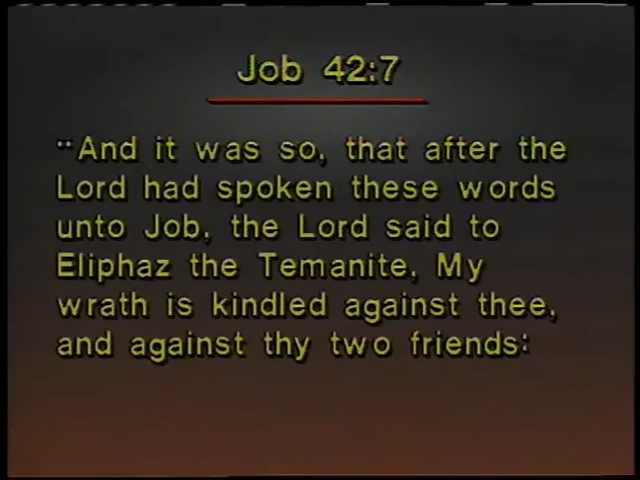 Job 42:7
"And it was so, that after the
Lord had spoken these words
unto Job, the Lord said to
Eliphaz the Temanite, My
wrath is kindled against thee,
and against thy two friends: